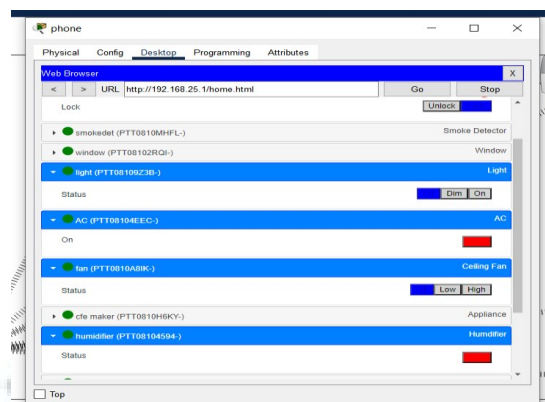 phone
Physical Config Desktop Programming Attributes
Web Browser X
< > URL http://192.168.25.1/home.html Go Stop
Lock Unlock
smokedet (PTT0810MHFL-) Smoke Detector
window (PTT08102RQI-) Window
light (PTT08109Z3B-) Light
Status Dim On
AC (PTT08104EEC-) AC
On
fan (PTT0810A8IK-) Ceiling Fan
Status Low High
cfe maker (PTT0810H6KY-) Appliance
humidifier (PTT08104594-) Humdifier
Status
Top